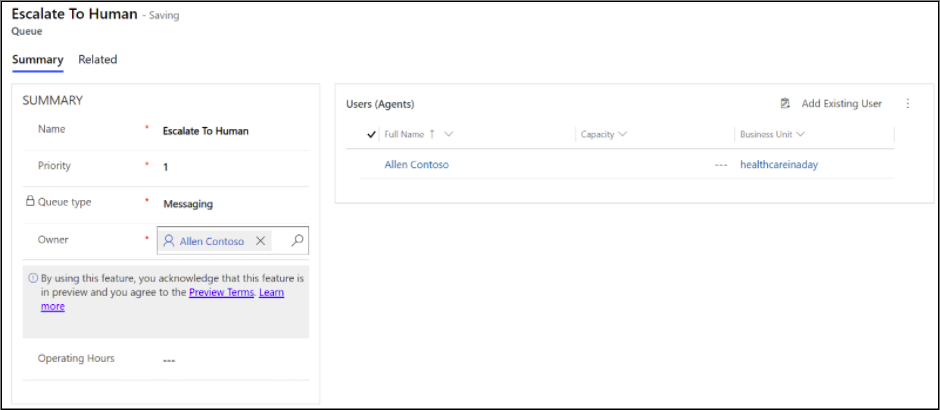 Escalate To Human - Saving
Queue
Summary Related
SUMMARY
Name * Escalate To Human
Priority * 1
Queue type * Messaging
Owner * Allen Contoso
By using this feature, you acknowledge that this feature is
in preview and you agree to the Preview Terms. Learn
more
Operating Hours ---
Users (Agents) Add Existing User
Full Name Capacity Business Unit
Allen Contoso --- healthcareinaday